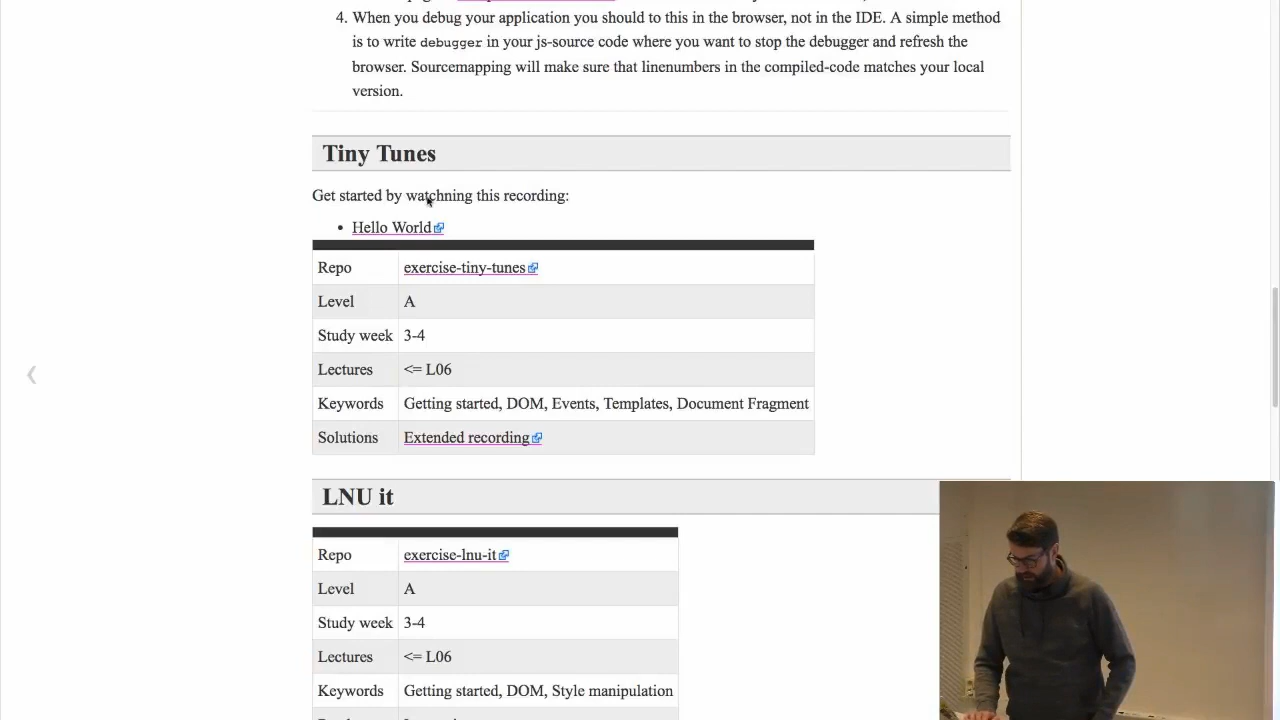 4. When you debug your application you should to this in the browser, not in the IDE. A simple method
is to write debugger in your js-source code where you want to stop the debugger and refresh the
browser. Sourcemapping will make sure that linenumbers in the compiled-code matches your local
version.
Tiny Tunes
Get started by watchning this recording:
• Hello World
Repo exercise-tiny-tunes
Level A
Study week 3-4
Lectures <= L06
Keywords Getting started, DOM, Events, Templates, Document Fragment
Solutions Extended recording
LNU it
Repo exercise-lnu-it
Level A
Study week 3-4
Lectures <= L06
Keywords Getting started, DOM, Style manipulation